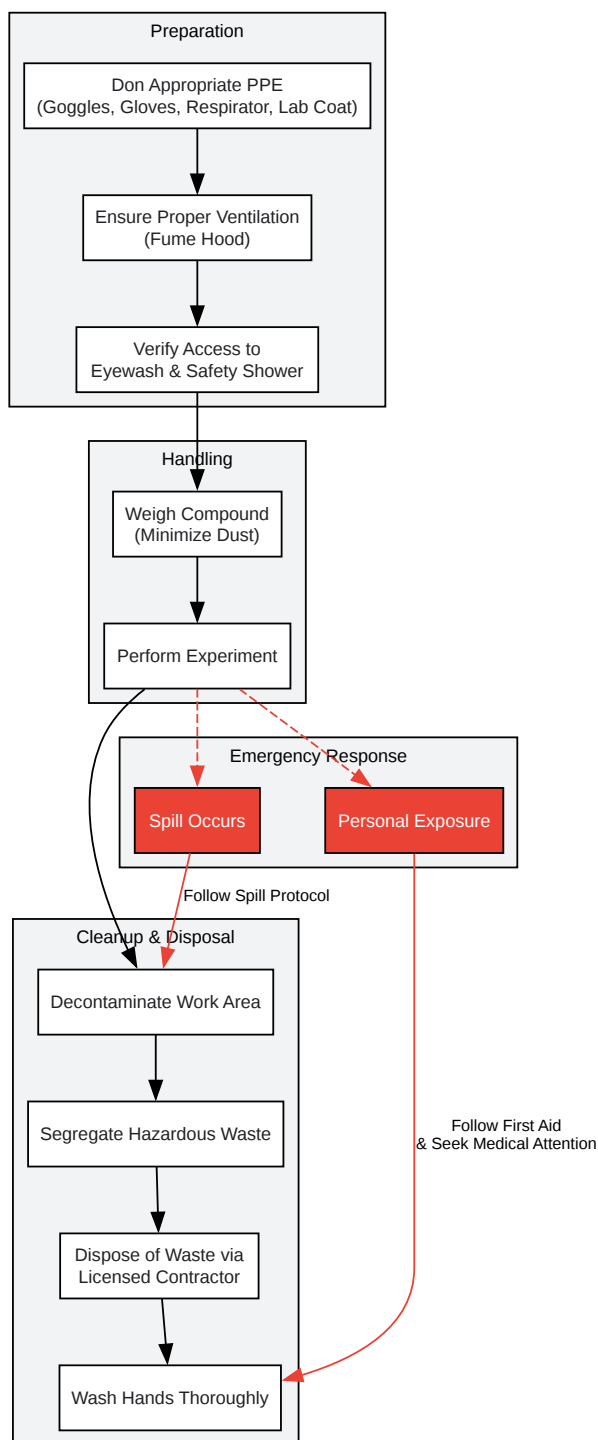 Preparation
Don Appropriate PPE
(Goggles, Gloves, Respirator, Lab Coat)
Ensure Proper Ventilation
(Fume Hood)
Verify Access to
Eyewash & Safety Shower
Handling
Weigh Compound
(Minimize Dust)
Perform Experiment
Emergency Response
Spill Occurs
Personal Exposure
Follow Spill Protocol
Cleanup & Disposal
Decontaminate Work Area
Segregate Hazardous Waste
Follow First Aid
& Seek Medical Attention
Dispose of Waste via
Licensed Contractor
Wash Hands Thoroughly